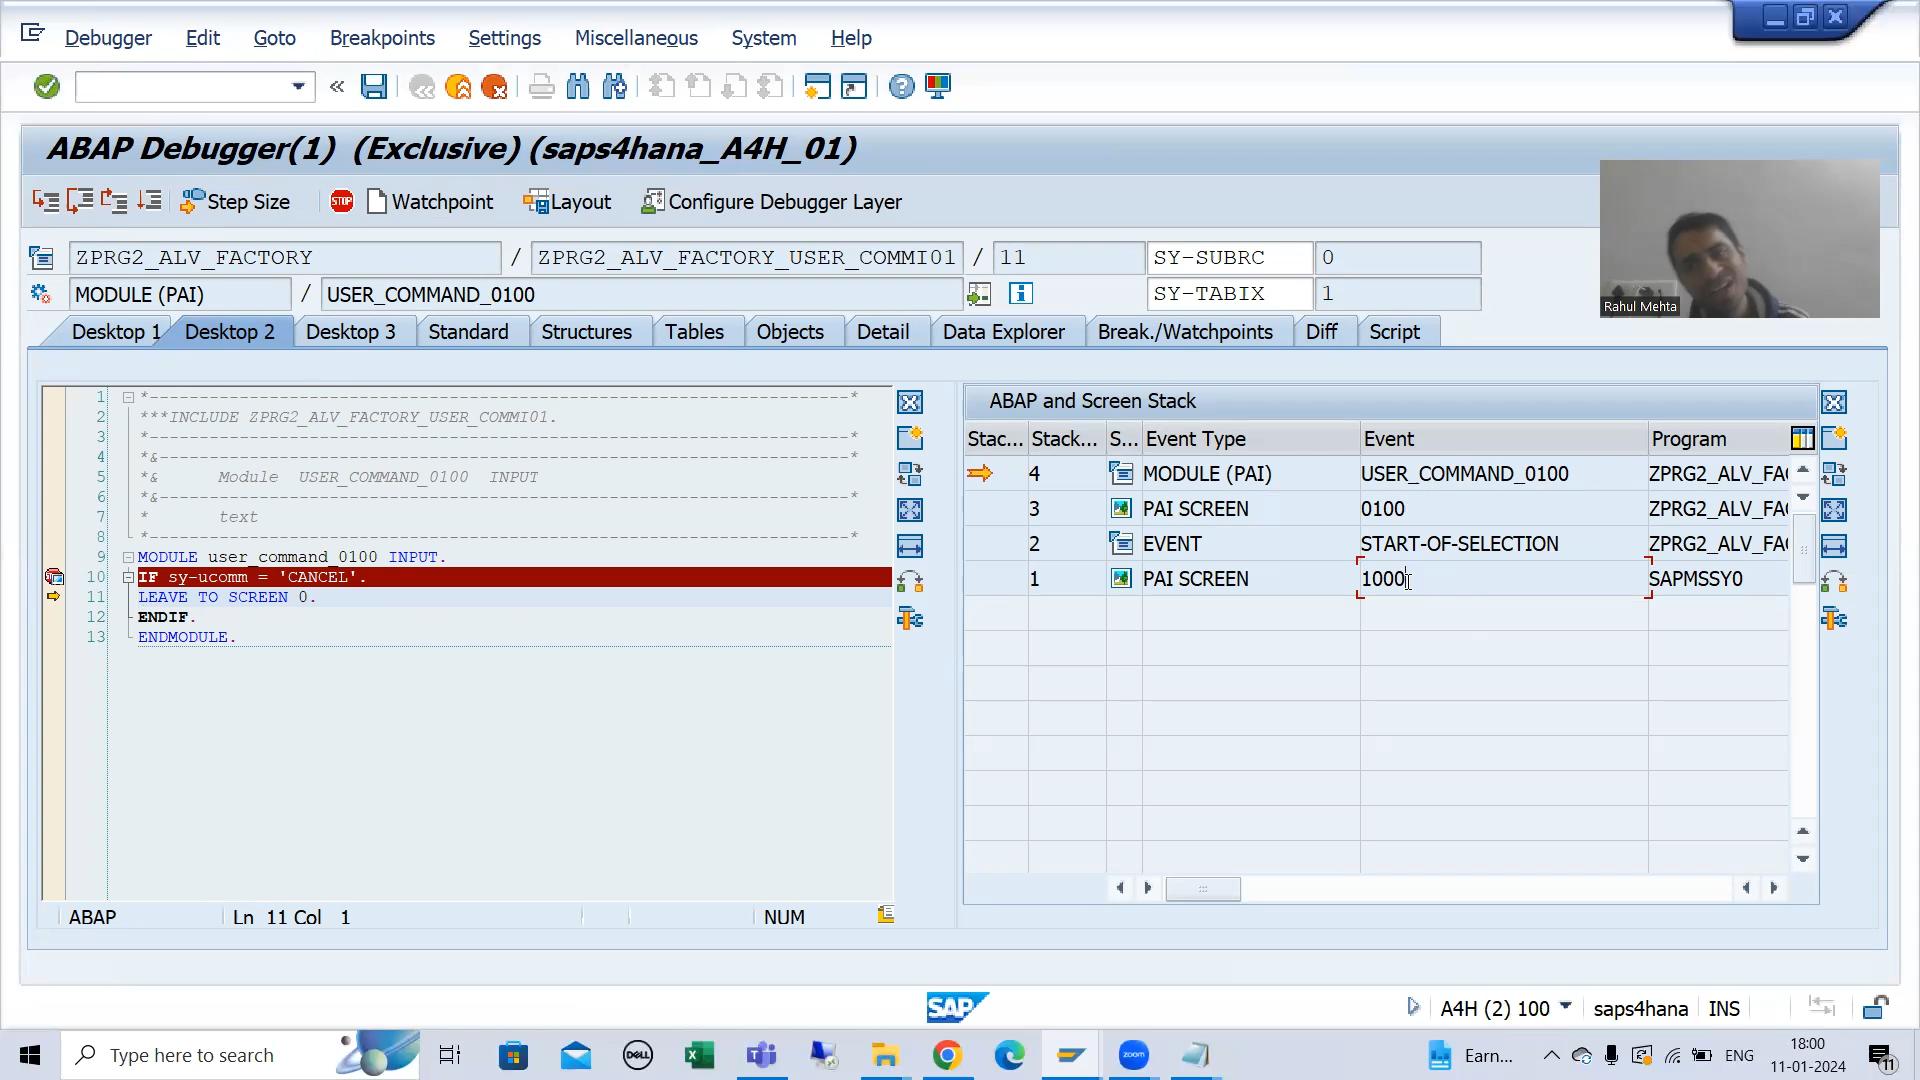 Debugger Edit Goto Breakpoints Settings Miscellaneous System Help
ABAP Debugger(1) (Exclusive) (saps4hana_A4H_01)
Step Size STOP Watchpoint Layout Configure Debugger Layer
ZPRG2_ALV_FACTORY / ZPRG2_ALV_FACTORY_USER_COMMI01 / 11 SY-SUBRC 0
MODULE (PAI) / USER_COMMAND_0100 SY-TABIX 1
Rahul Mehta
Desktop 1 Desktop 2 Desktop 3 Standard Structures Tables Objects Detail Data Explorer Break./Watchpoints Diff Script
1 *----------------------------------------------------------------------*
2 ***INCLUDE ZPRG2_ALV_FACTORY_USER_COMMI01.
3 *----------------------------------------------------------------------*
4 *&---------------------------------------------------------------------*
5 *& Module USER_COMMAND_0100 INPUT
6 *&---------------------------------------------------------------------*
7 * text
8 *----------------------------------------------------------------------*
9 MODULE user_command_0100 INPUT.
10 IF sy-ucomm = 'CANCEL'.
11 LEAVE TO SCREEN 0.
12 ENDIF.
13 ENDMODULE.
ABAP Ln 11 Col 1 NUM
ABAP and Screen Stack
Stac... Stack... S... Event Type Event Program
4 MODULE (PAI) USER_COMMAND_0100 ZPRG2_ALV_FA
3 PAI SCREEN 0100 ZPRG2_ALV_FA
2 EVENT START-OF-SELECTION ZPRG2_ALV_FA
1 PAI SCREEN 1000 SAPMSSY0
SAP
A4H (2) 100 saps4hana INS
Type here to search
DELL
zoom
Earn...
ENG
18:00
11-01-2024
11